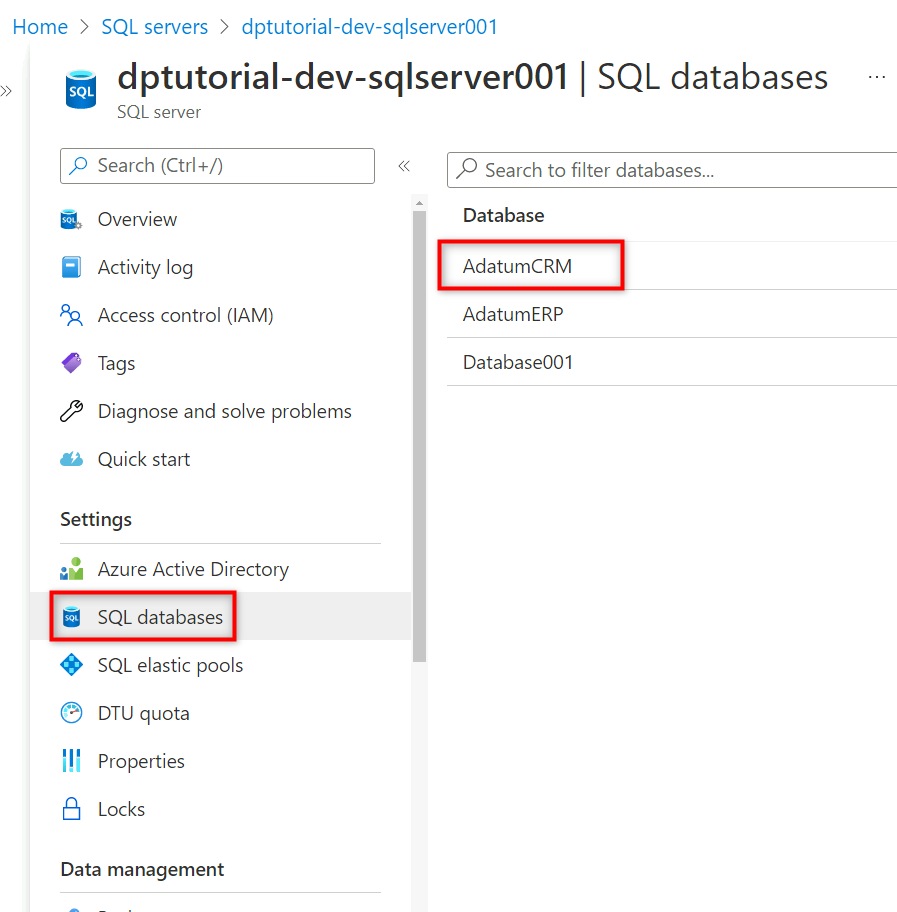 Home > SQL servers > dptutorial-dev-sqlserver001
dptutorial-dev-sqlserver001 | SQL databases ...
SQL server
Search (Ctrl+/)
Overview
Activity log
Access control (IAM)
Tags
Diagnose and solve problems
Quick start
Settings
Azure Active Directory
SQL databases
SQL elastic pools
DTU quota
Properties
Locks
Data management
Search to filter databases...
Database
AdatumCRM
AdatumERP
Database001